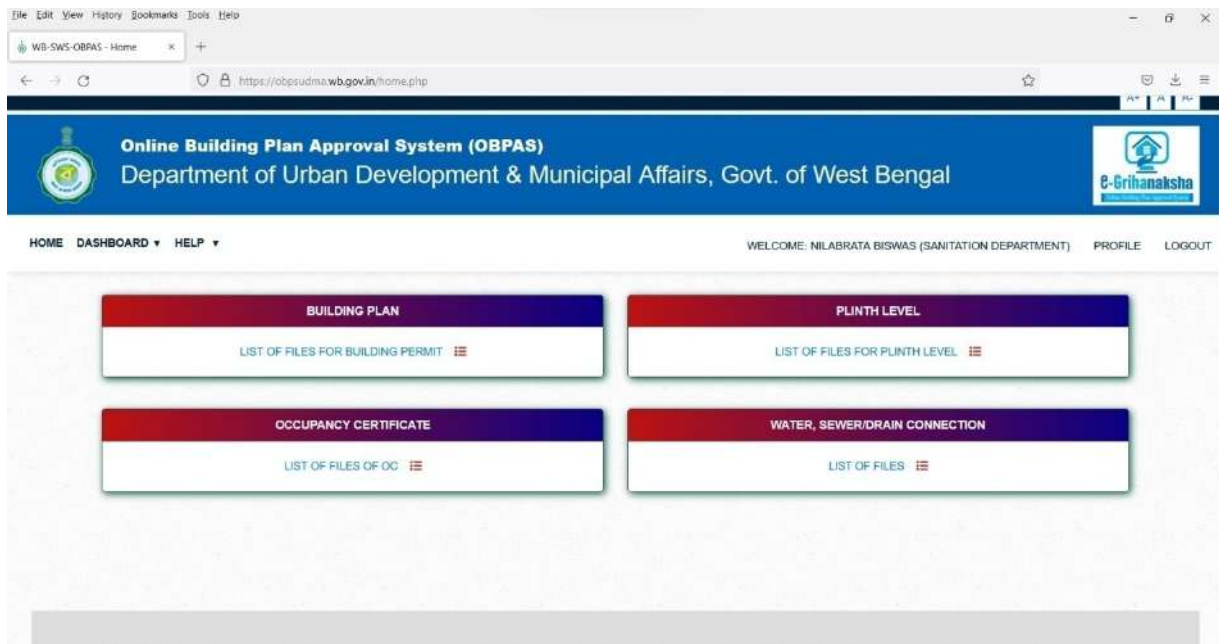 File Edit View History Bookmarks Tools Help
WB-SWS-OBPAS - Home × +
https://obpsudma.wb.gov.in/home.php
A+ A A-
Online Building Plan Approval System (OBPAS)
Department of Urban Development & Municipal Affairs, Govt. of West Bengal
e-Grihanaksha
HOME DASHBOARD ▾ HELP ▾ WELCOME: NILABRATA BISWAS (SANITATION DEPARTMENT) PROFILE LOGOUT
BUILDING PLAN
LIST OF FILES FOR BUILDING PERMIT
PLINTH LEVEL
LIST OF FILES FOR PLINTH LEVEL
OCCUPANCY CERTIFICATE
LIST OF FILES OF OC
WATER, SEWER/DRAIN CONNECTION
LIST OF FILES